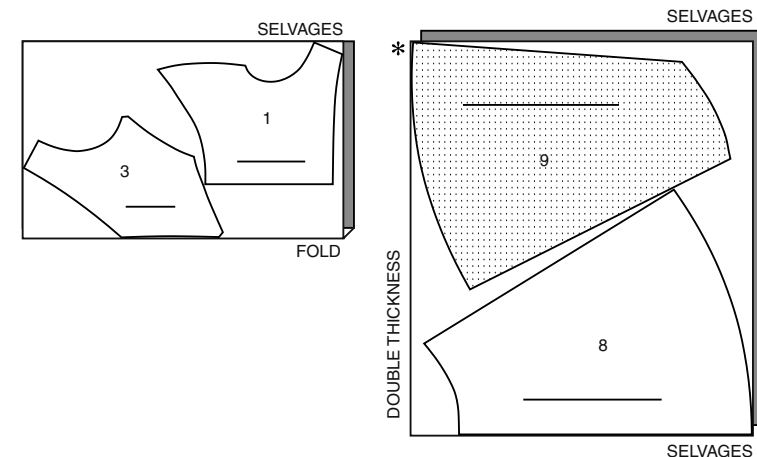 SELVAGES
1
3
FOLD
SELVAGES
*
9
DOUBLE THICKNESS
8
SELVAGES